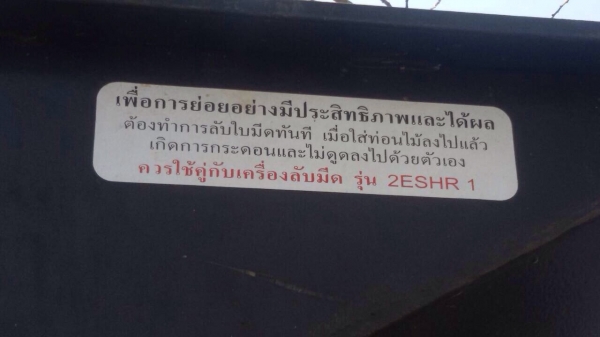 เพื่อการย่อยอย่างมีประสิทธิภาพและได้ผล
ต้องทำการลับใบมีดทันที เมื่อใส่ท่อนไม้ลงไปแล้ว
เกิดการกระดอนและไม่ดูดลงไปด้วยตัวเอง
ควรใช้คู่กับเครื่องลับมีด รุ่น 2ESHR 1